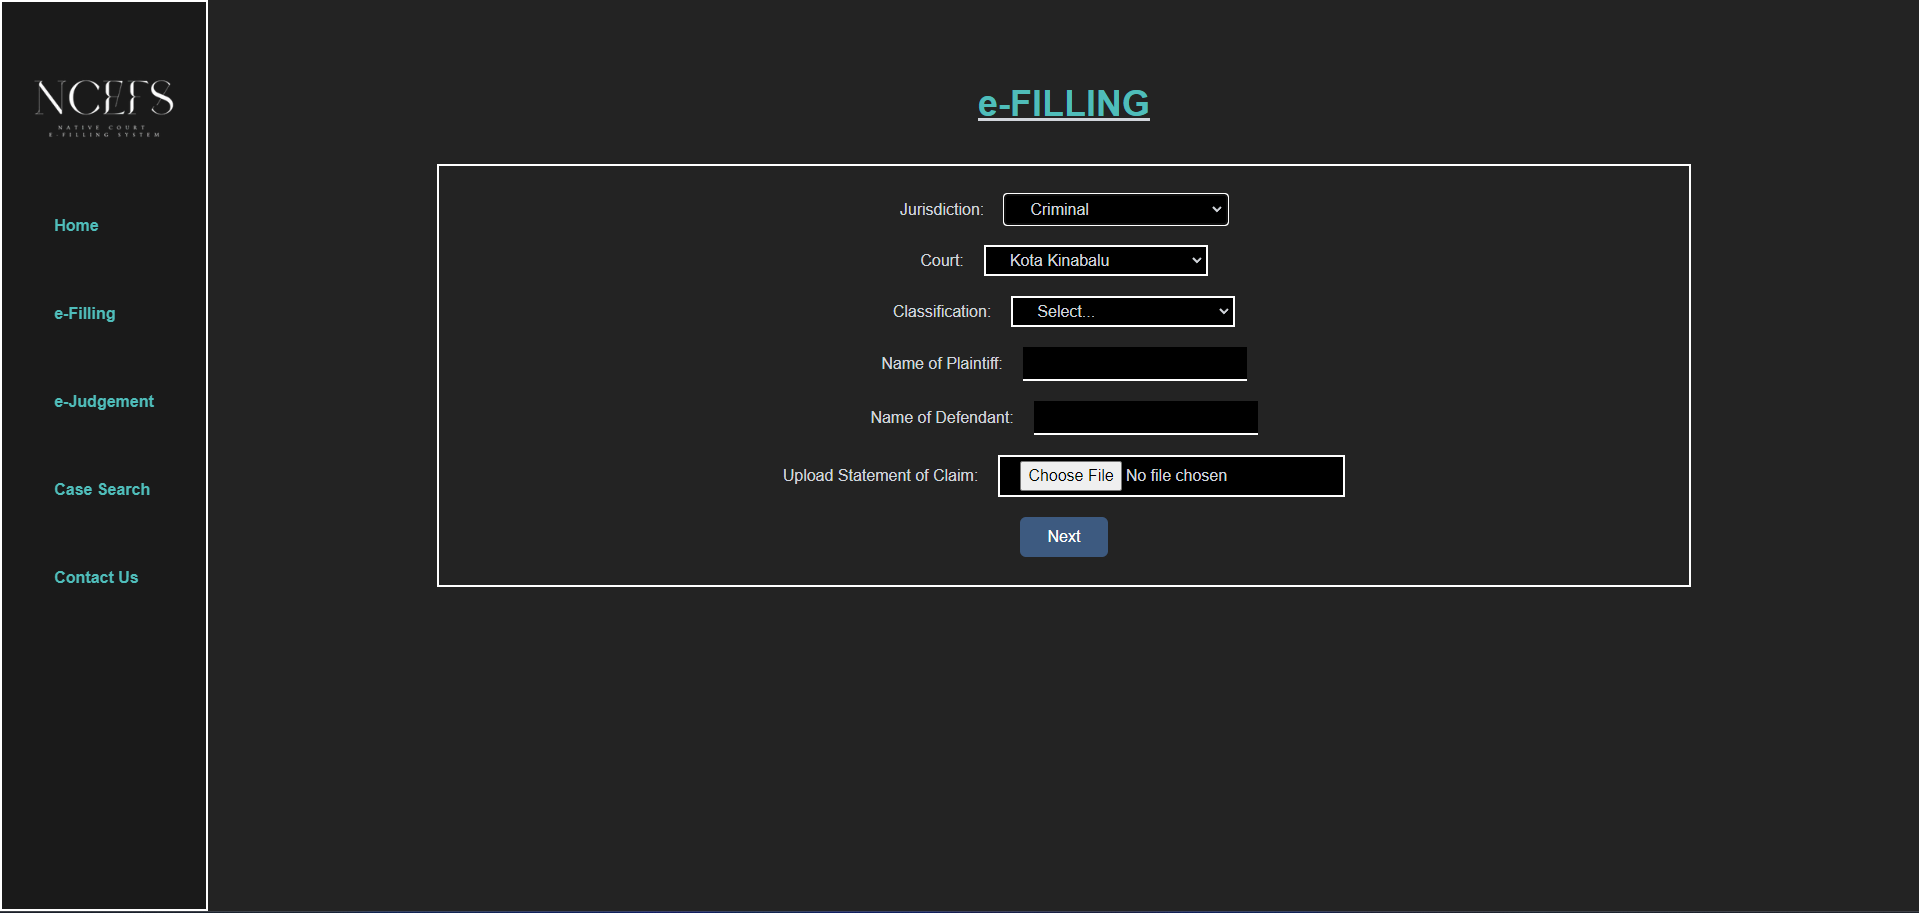 NCEFS
NATIVE COURT
E-FILLING SYSTEM
Home
e-Filling
e-Judgement
Case Search
Contact Us
e-FILLING
Jurisdiction: Criminal
Court: Kota Kinabalu
Classification: Select...
Name of Plaintiff:
Name of Defendant:
Upload Statement of Claim: Choose File No file chosen
Next